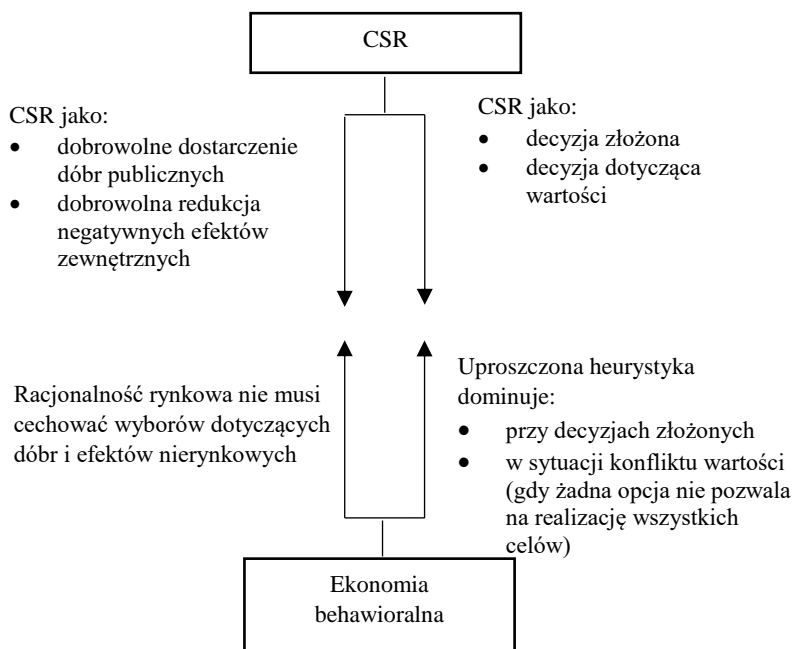 CSR
CSR jako:
• dobrowolne dostarczenie
dóbr publicznych
• dobrowolna redukcja
negatywnych efektów
zewnętrznych
CSR jako:
• decyzja złożona
• decyzja dotycząca
wartości
Racjonalność rynkowa nie musi
cechować wyborów dotyczących
dóbr i efektów nierynkowych
Uproszczona heurystyka
dominuje:
• przy decyzjach złożonych
• w sytuacji konfliktu wartości
(gdy żadna opcja nie pozwala
na realizację wszystkich
celów)
Ekonomia
behawioralna